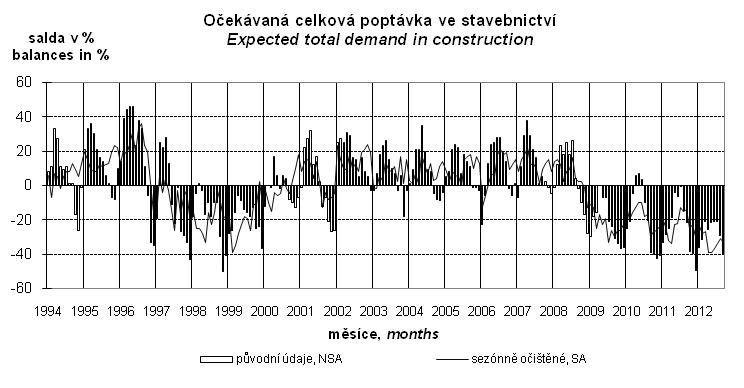 Očekávaná celková poptávka ve stavebnictví
Expected total demand in construction
salda v %
balances in %
60
40
20
0
-20
-40
-60
1994 1995 1996 1997 1998 1999 2000 2001 2002 2003 2004 2005 2006 2007 2008 2009 2010 2011 2012
měsíce, months
původní údaje, NSA
sezónně očištěné, SA